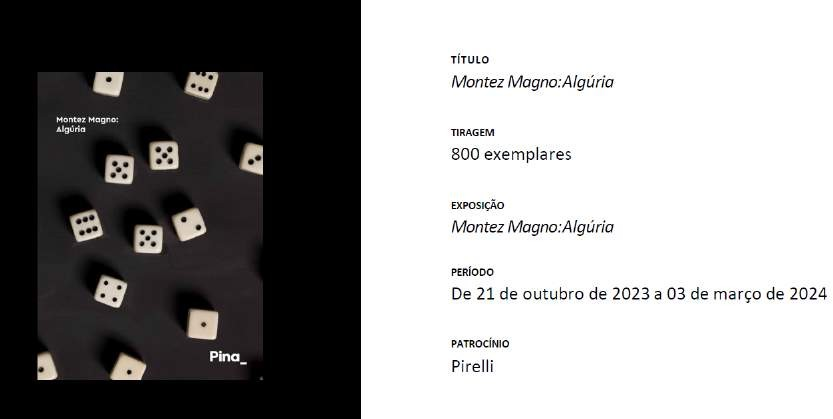 Montez Magno:
Algúria
Pina_
TÍTULO
Montez Magno:Algúria
TIRAGEM
800 exemplares
EXPOSIÇÃO
Montez Magno:Algúria
PERÍODO
De 21 de outubro de 2023 a 03 de março de 2024
PATROCÍNIO
Pirelli